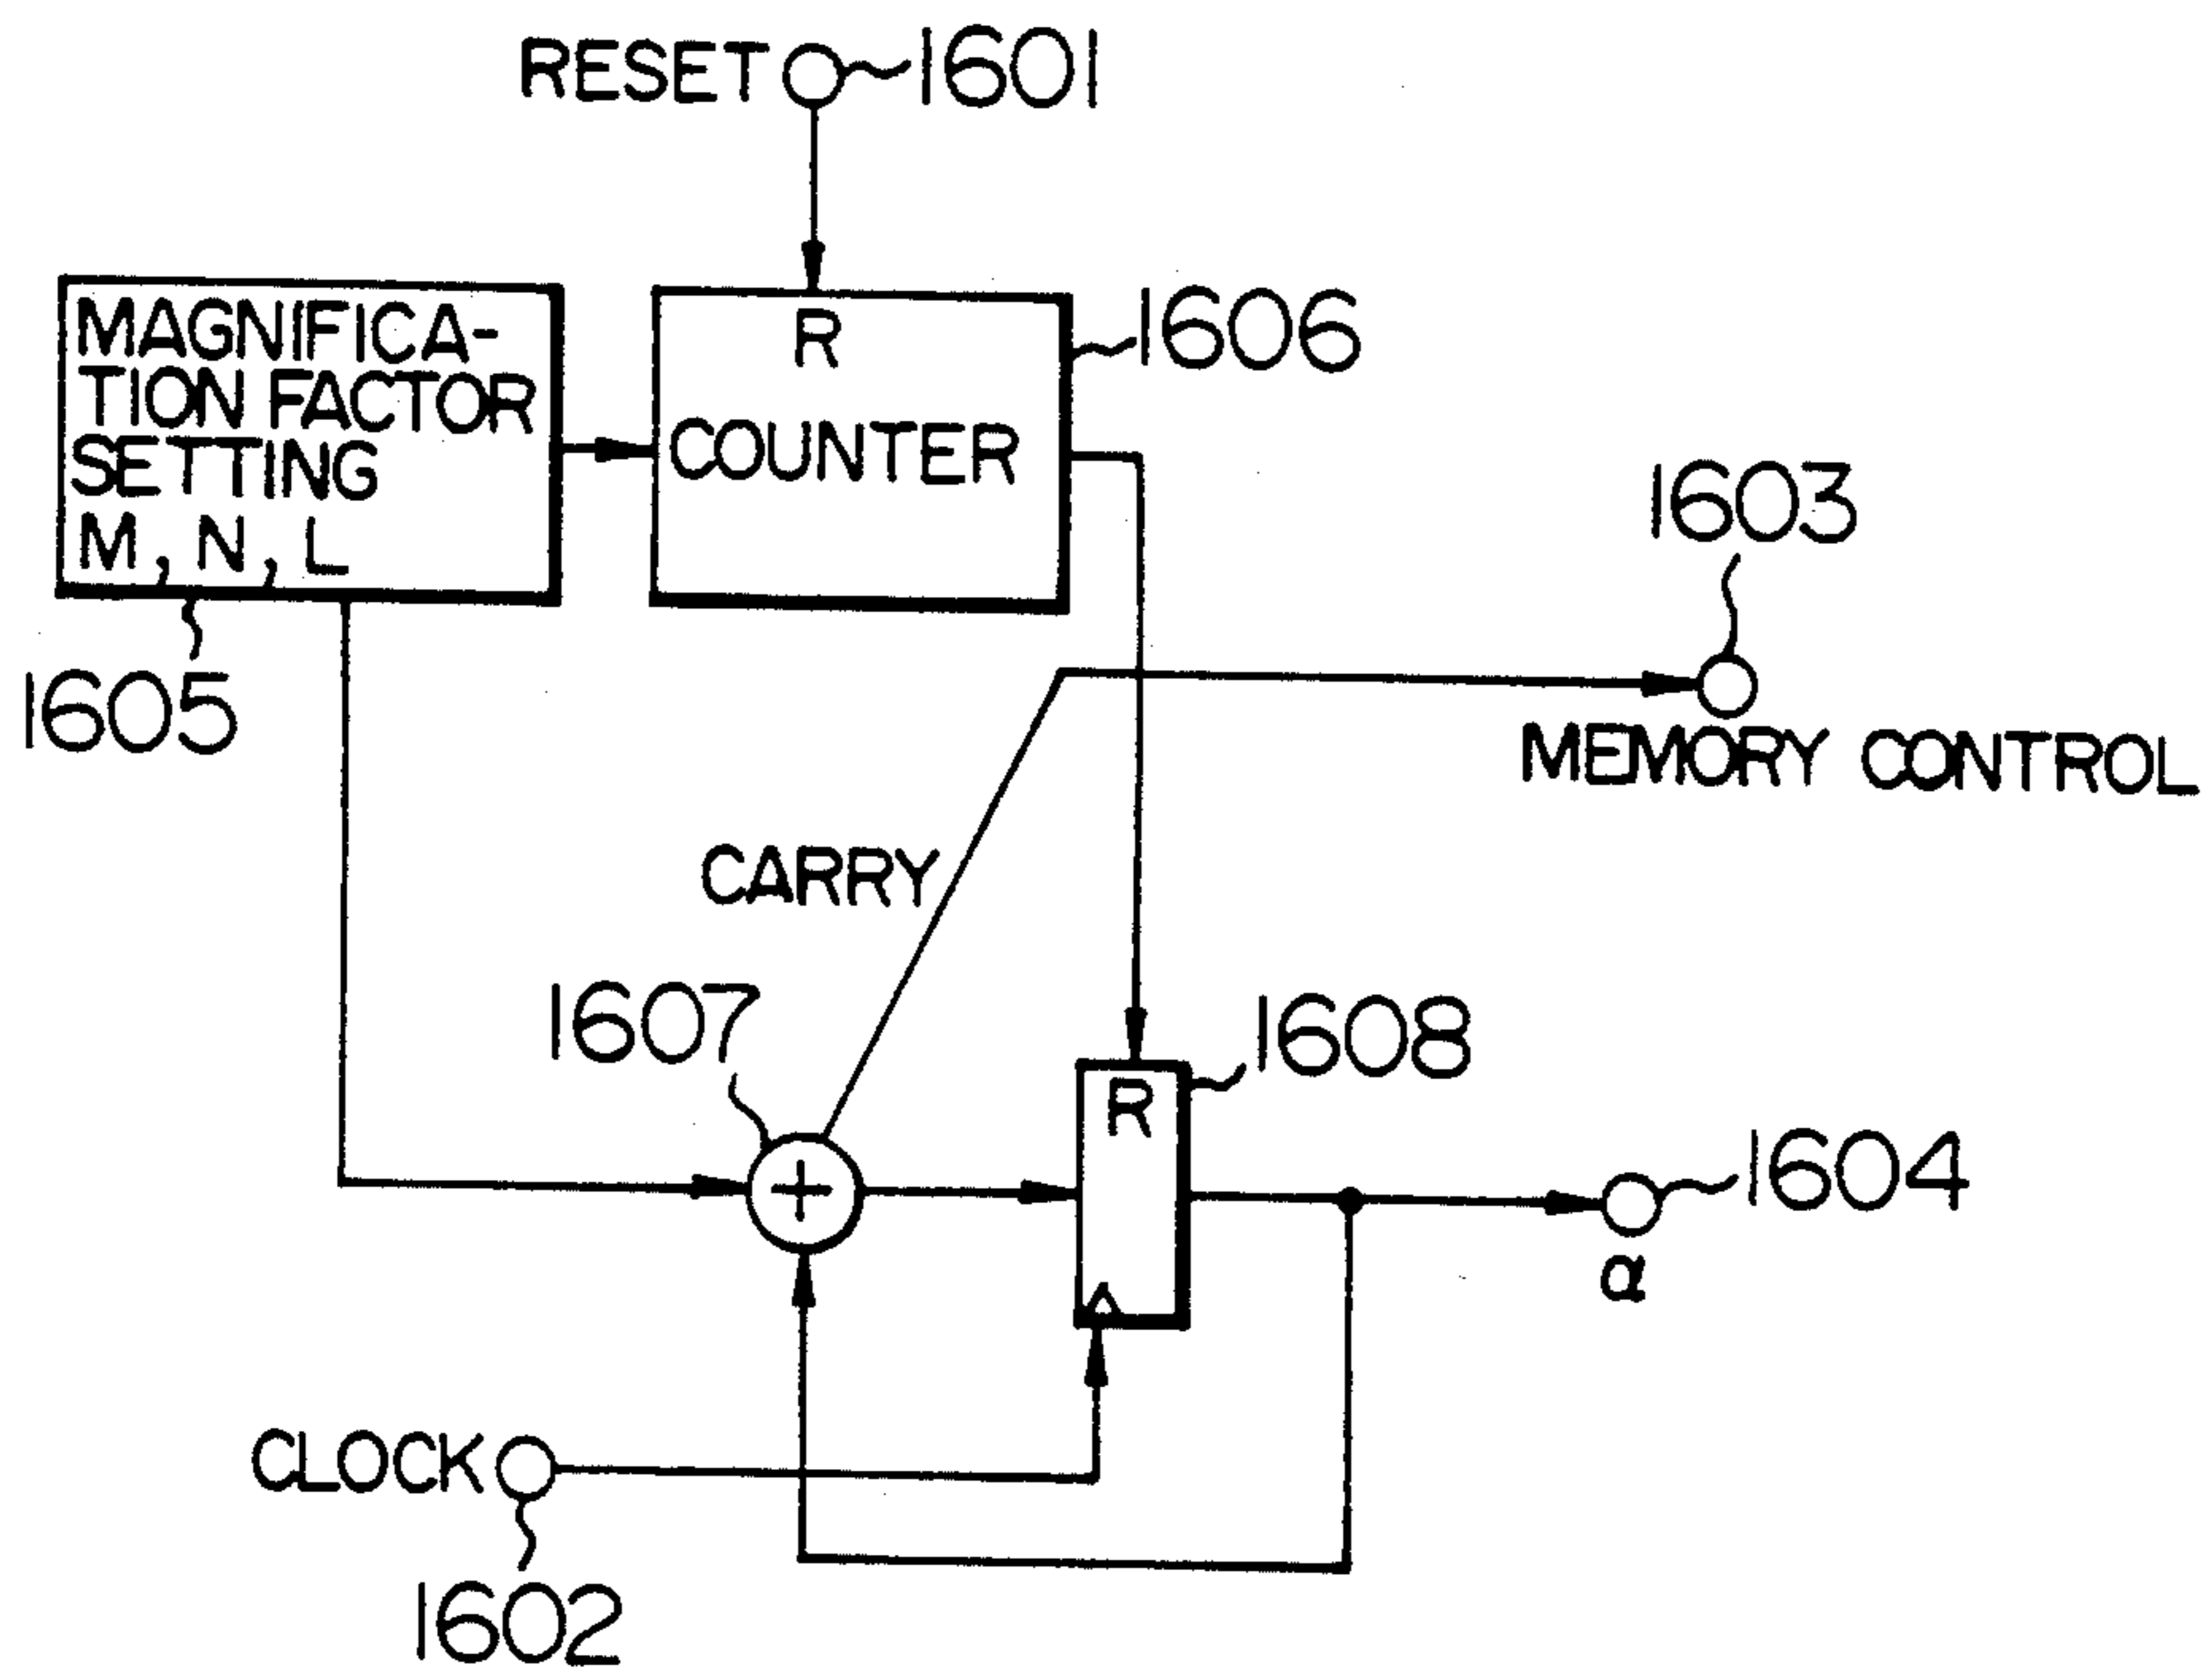 RESET 1601
MAGNIFICA-
TION FACTOR
SETTING
M, N, L
R
COUNTER
1606
1603
1605
MEMORY CONTROL
CARRY
1607
1608
R
1604
α
CLOCK
1602